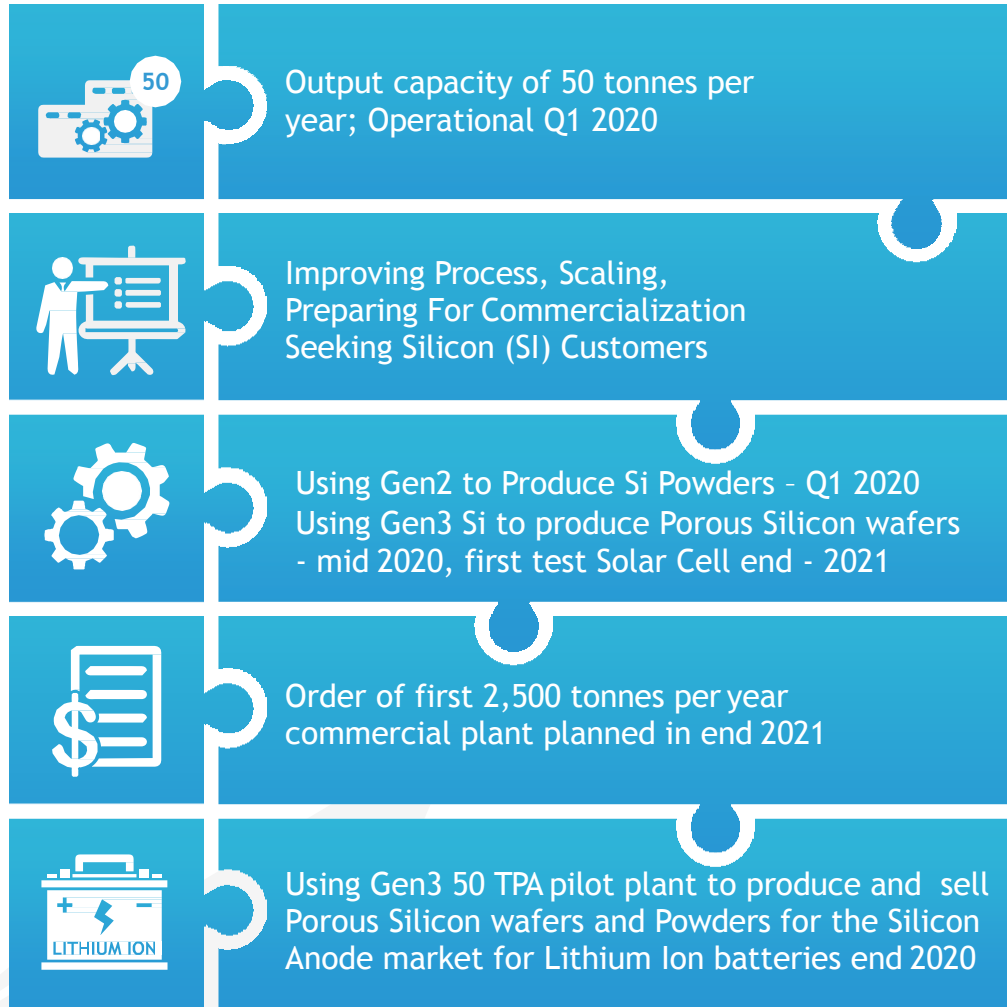 50
Output capacity of 50 tonnes per
year; Operational Q1 2020
Improving Process, Scaling,
Preparing For Commercialization
Seeking Silicon (SI) Customers
Using Gen2 to Produce Si Powders – Q1 2020
Using Gen3 Si to produce Porous Silicon wafers
- mid 2020, first test Solar Cell end - 2021
$
Order of first 2,500 tonnes per year
commercial plant planned in end 2021
+ –
LITHIUM ION
Using Gen3 50 TPA pilot plant to produce and sell
Porous Silicon wafers and Powders for the Silicon
Anode market for Lithium Ion batteries end 2020